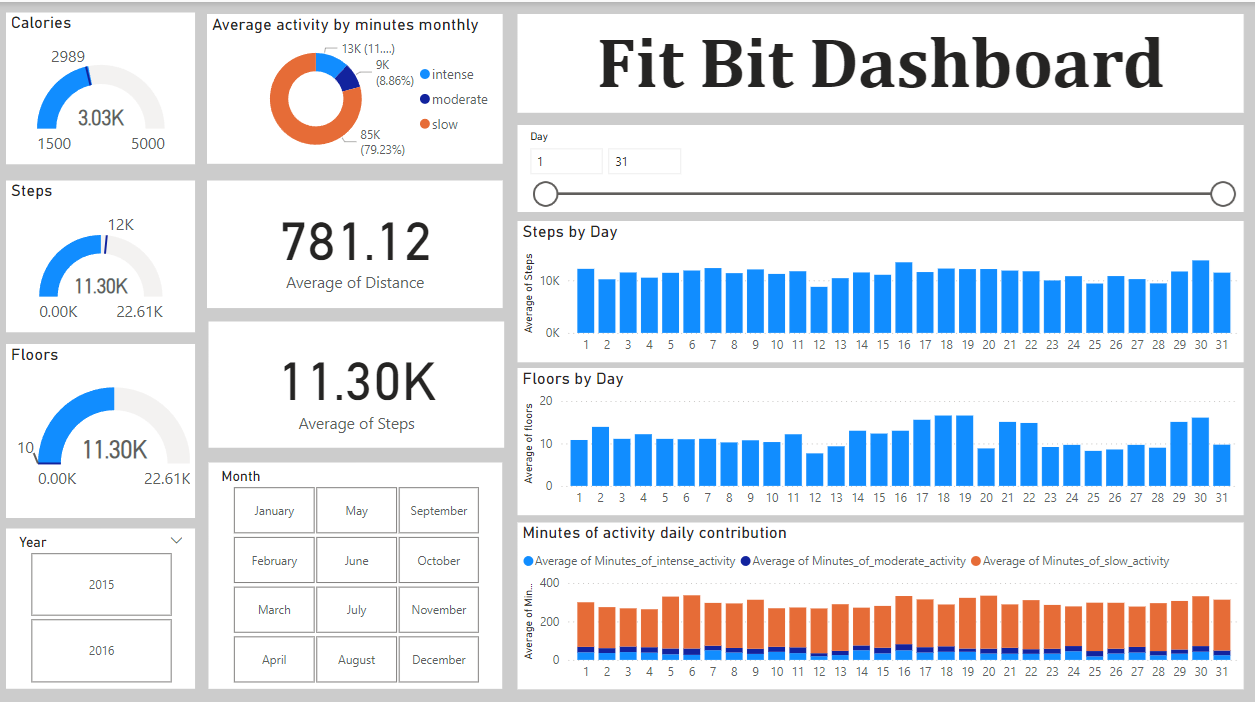 Calories
2989
3.03K
1500 5000
Average activity by minutes monthly
13K (11....)
9K
(8.86%)
85K
(79.23%)
intense
moderate
slow
Fit Bit Dashboard
Day
1 31
Steps
12K
11.30K
0.00K 22.61K
781.12
Average of Distance
Steps by Day
Average of Steps
10K
0K
1 2 3 4 5 6 7 8 9 10 11 12 13 14 15 16 17 18 19 20 21 22 23 24 25 26 27 28 29 30 31
Floors
10
11.30K
0.00K 22.61K
11.30K
Average of Steps
Floors by Day
Average of floors
20
10
0
1 2 3 4 5 6 7 8 9 10 11 12 13 14 15 16 17 18 19 20 21 22 23 24 25 26 27 28 29 30 31
Year
2015
2016
Month
January May September
February June October
March July November
April August December
Minutes of activity daily contribution
Average of Minutes_of_intense_activity Average of Minutes_of_moderate_activity Average of Minutes_of_slow_activity
Average of Min...
400
200
0
1 2 3 4 5 6 7 8 9 10 11 12 13 14 15 16 17 18 19 20 21 22 23 24 25 26 27 28 29 30 31